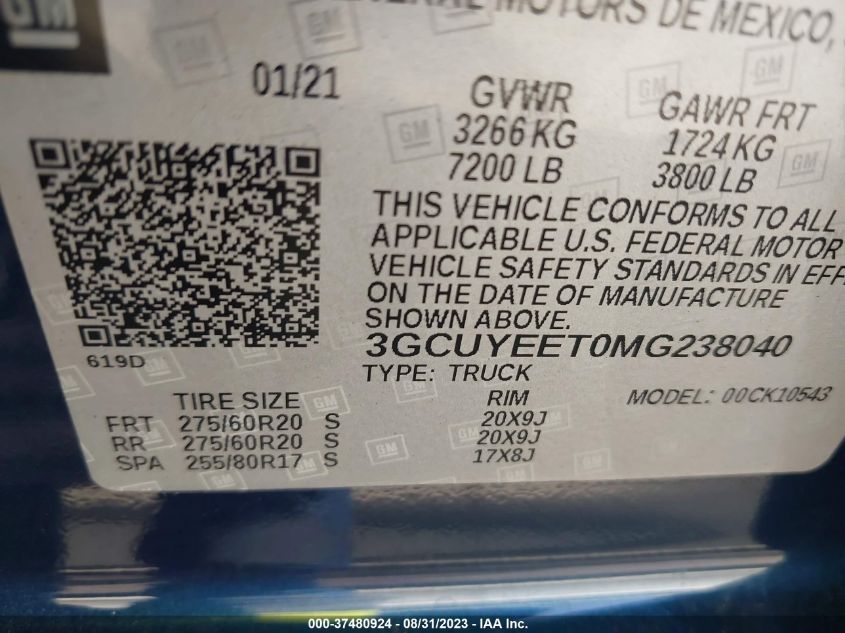 GM
MOTORS DE MEXICO,
01/21
GVWR
3266 KG
7200 LB
GAWR FRT
1724 KG
3800 LB
THIS VEHICLE CONFORMS TO ALL
APPLICABLE U.S. FEDERAL MOTOR
VEHICLE SAFETY STANDARDS IN EFF
ON THE DATE OF MANUFACTURE
SHOWN ABOVE.
3GCUYEET0MG238040
619D
TYPE: TRUCK
TIRE SIZE RIM MODEL: 00CK10543
FRT 275/60R20 S 20X9J
RR 275/60R20 S 20X9J
SPA 255/80R17 S 17X8J
000-37480924 - 08/31/2023 - IAA Inc.